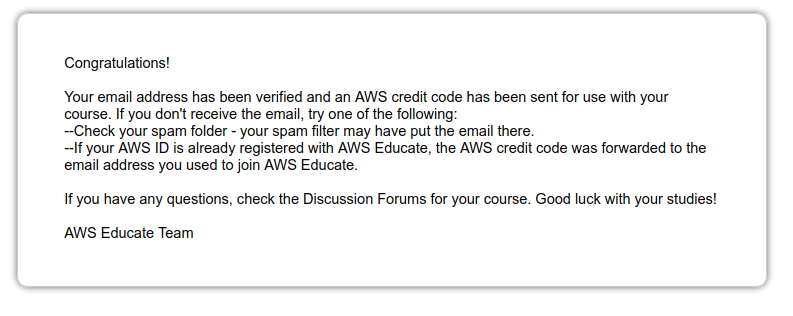 Congratulations!
Your email address has been verified and an AWS credit code has been sent for use with your
course. If you don't receive the email, try one of the following:
--Check your spam folder - your spam filter may have put the email there.
--If your AWS ID is already registered with AWS Educate, the AWS credit code was forwarded to the
email address you used to join AWS Educate.
If you have any questions, check the Discussion Forums for your course. Good luck with your studies!
AWS Educate Team